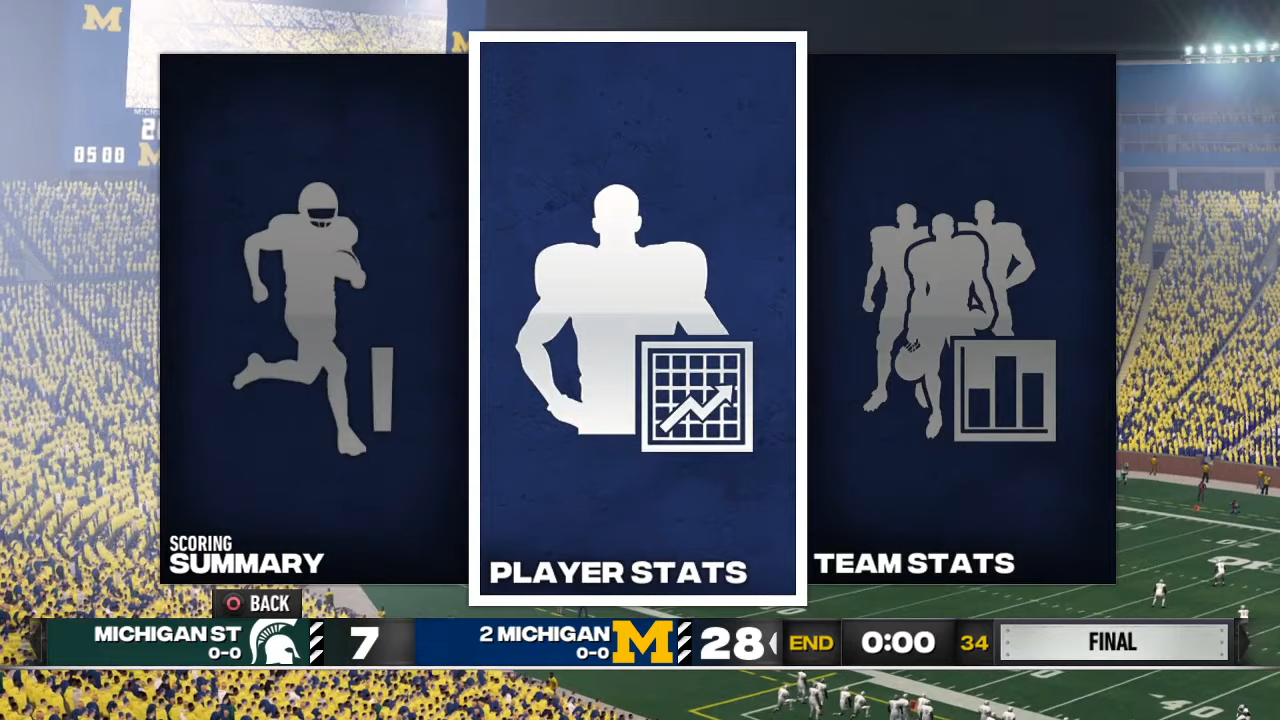 M
05 00
SCORING
SUMMARY
PLAYER STATS
TEAM STATS
BACK
MICHIGAN ST
0-0
7
2 MICHIGAN
0-0
M
28
END
0:00
34
FINAL